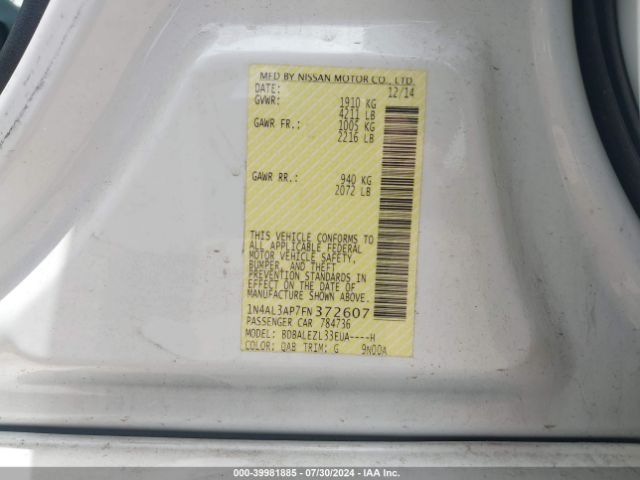 MFD BY NISSAN MOTOR CO., LTD.
DATE: 12/14
GVWR: 1910 KG
4211 LB
GAWR FR.: 1005 KG
2216 LB
GAWR RR.: 940 KG
2072 LB
THIS VEHICLE CONFORMS TO
ALL APPLICABLE FEDERAL
MOTOR VEHICLE SAFETY,
BUMPER, AND THEFT
PREVENTION STANDARDS IN
EFFECT ON THE DATE OF
MANUFACTURE SHOWN ABOVE.
1N4AL3AP7FN372607
PASSENGER CAR 784736
MODEL: BDBALEZL33EUA----H
COLOR: QAB TRIM: G 9N00A
000-39981885 / 07/30/2024 - IAA Inc.